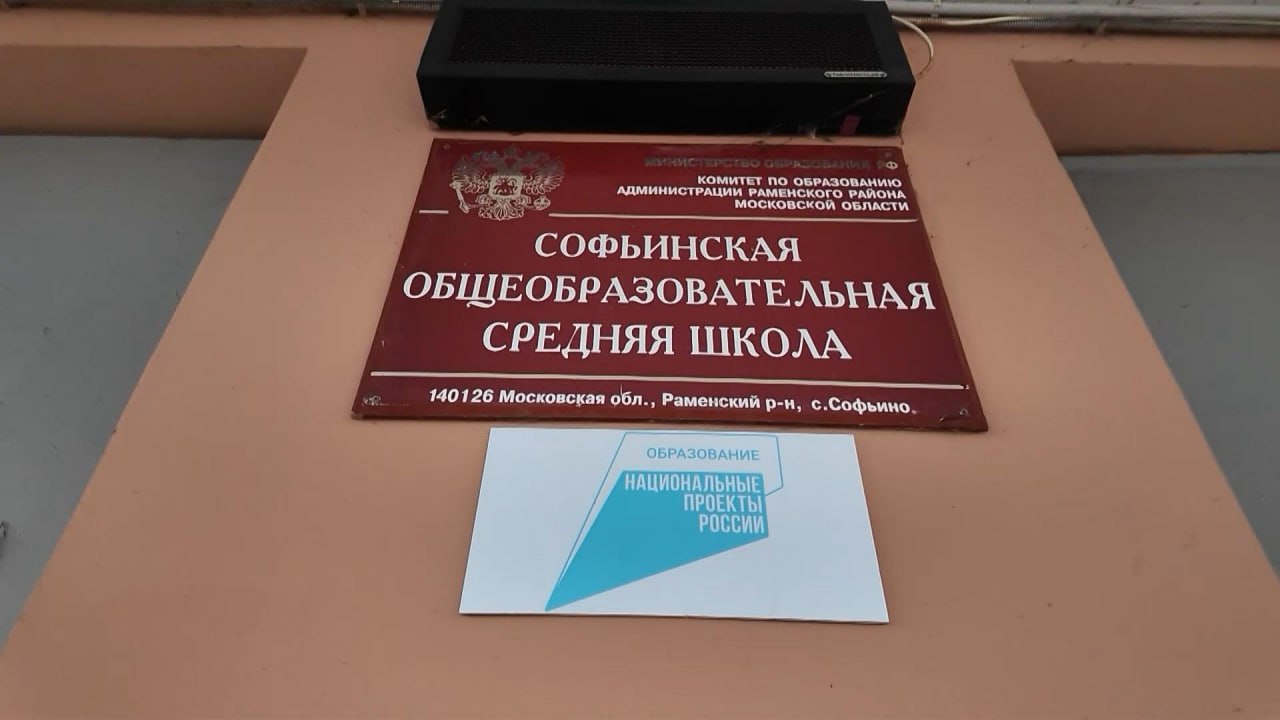 МИНИСТЕРСТВО ОБРАЗОВАНИЯ РФ
КОМИТЕТ ПО ОБРАЗОВАНИЮ
АДМИНИСТРАЦИИ РАМЕНСКОГО РАЙОНА
МОСКОВСКОЙ ОБЛАСТИ
СОФЬИНСКАЯ
ОБЩЕОБРАЗОВАТЕЛЬНАЯ
СРЕДНЯЯ ШКОЛА
140126 Московская обл., Раменский р-н, с.Софьино.
ОБРАЗОВАНИЕ
НАЦИОНАЛЬНЫЕ
ПРОЕКТЫ
РОССИИ